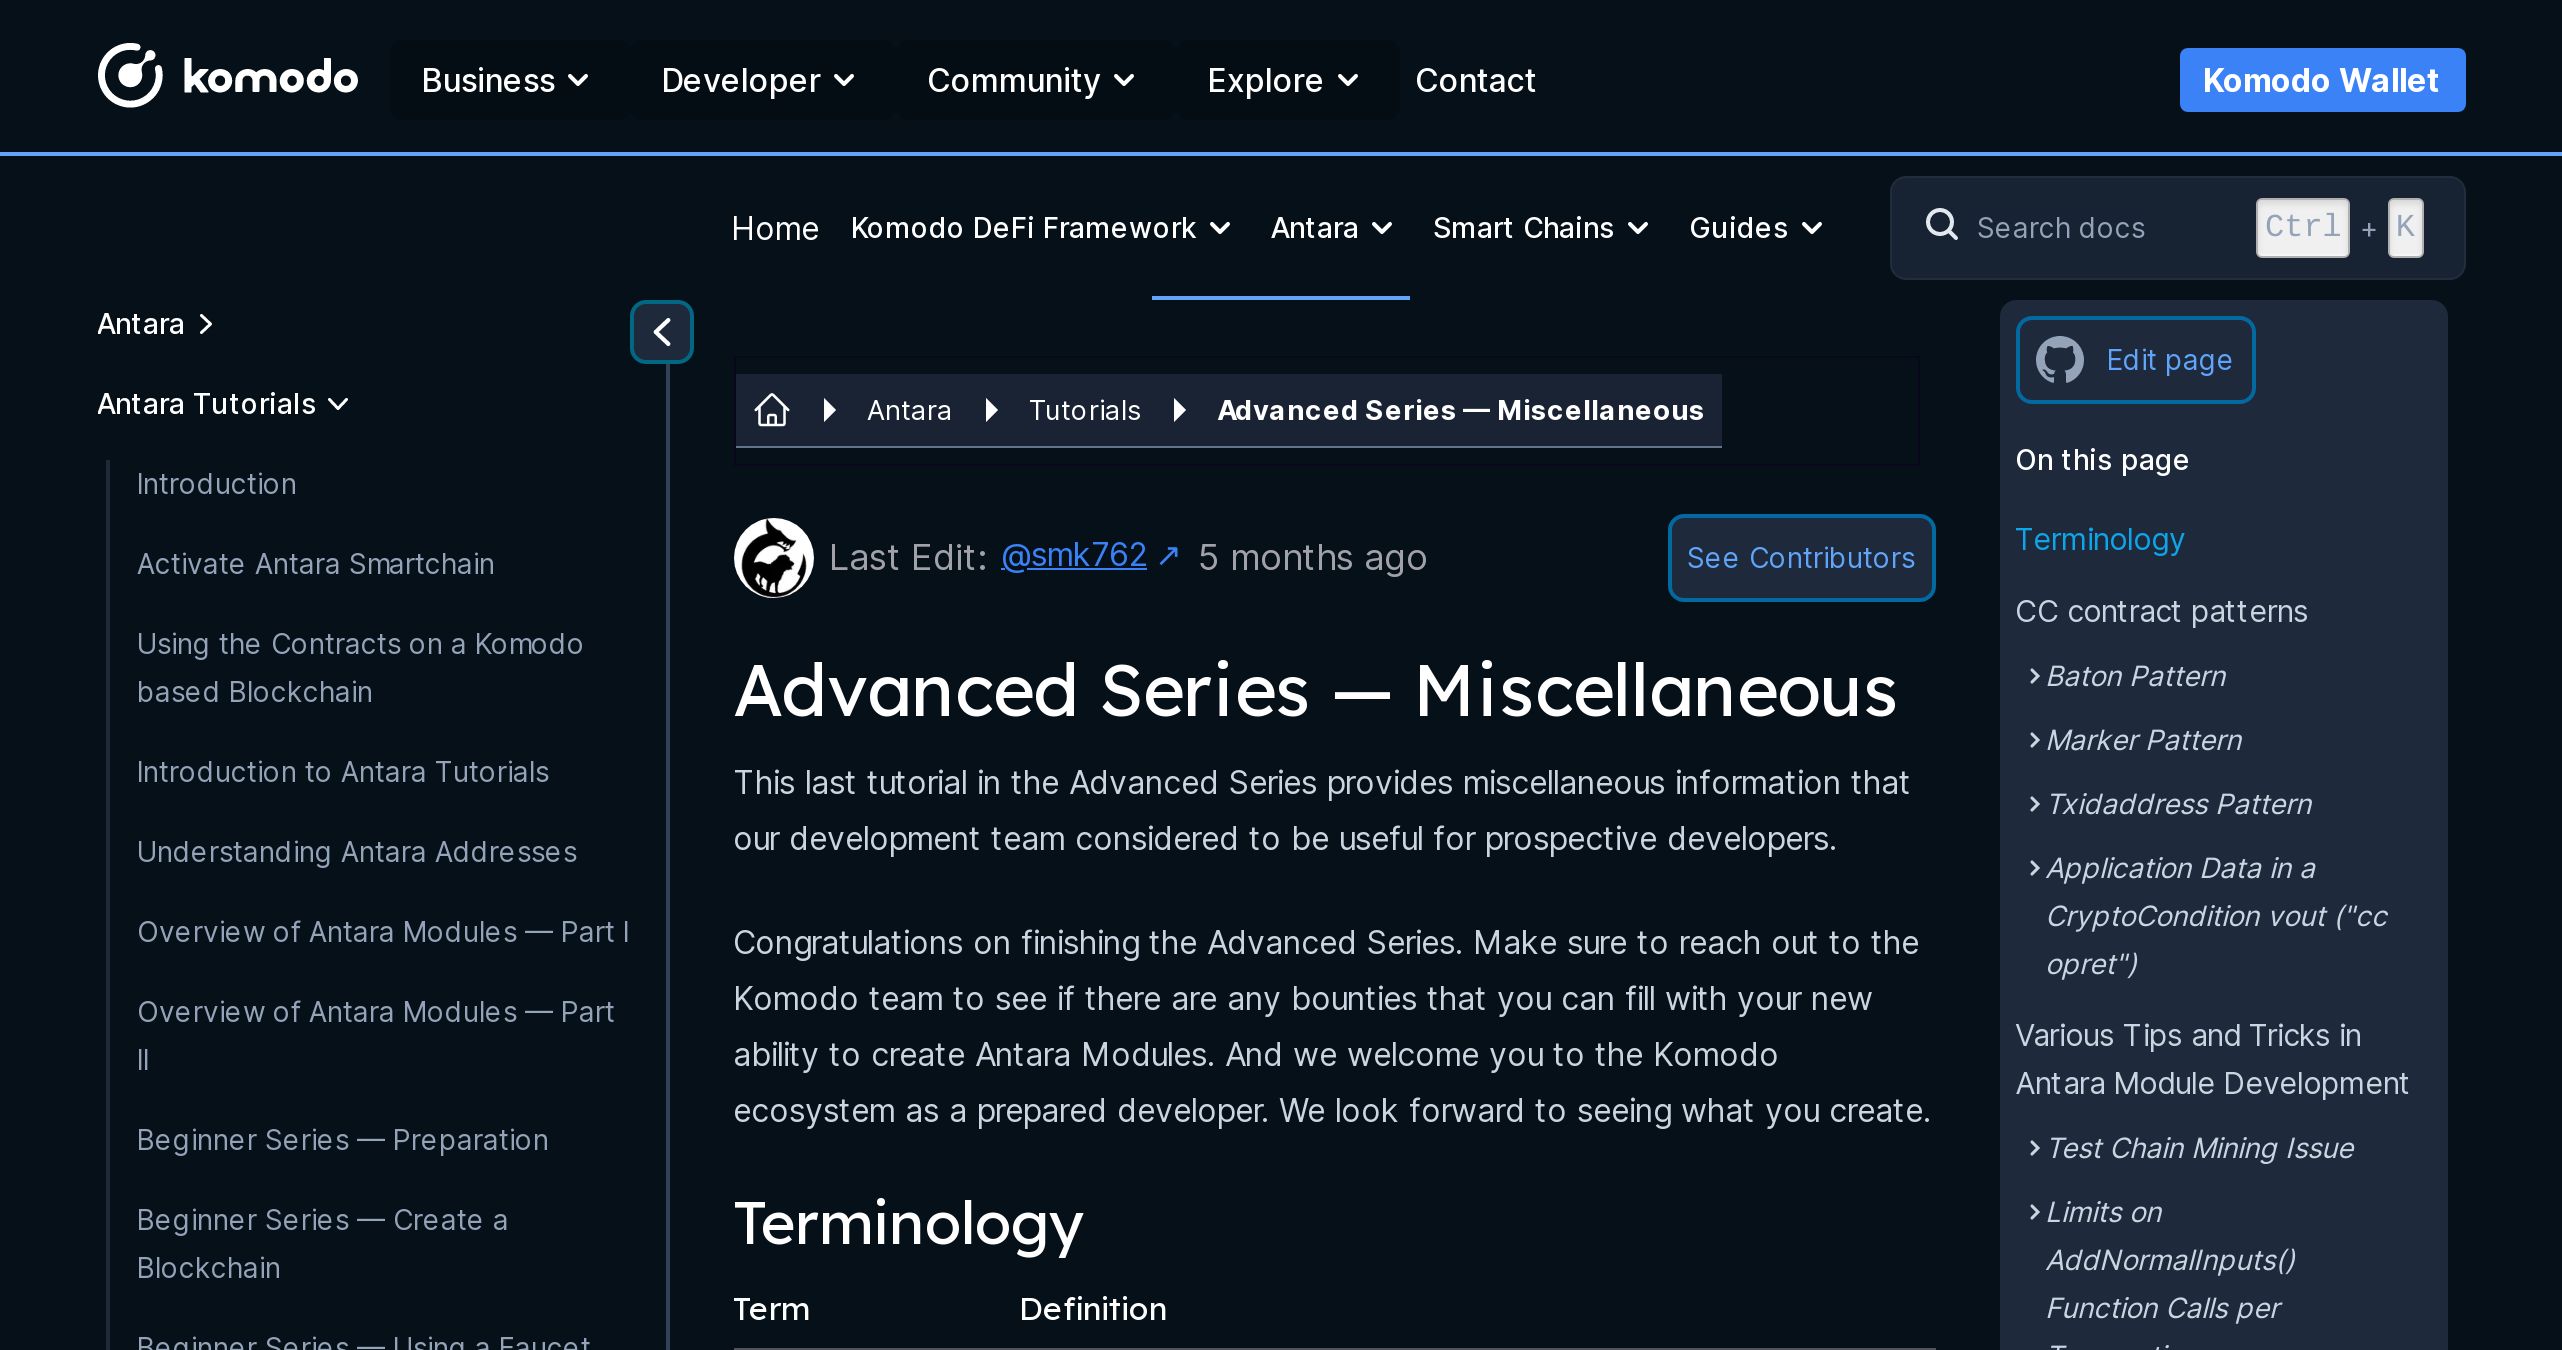 komodo
Business
Developer
Community
Explore
Contact
Komodo Wallet
Home
Komodo DeFi Framework
Antara
Smart Chains
Guides
Search docs
Ctrl + K
Antara
Antara Tutorials
Introduction
Activate Antara Smartchain
Using the Contracts on a Komodo
based Blockchain
Introduction to Antara Tutorials
Understanding Antara Addresses
Overview of Antara Modules — Part I
Overview of Antara Modules — Part
II
Beginner Series — Preparation
Beginner Series — Create a
Blockchain
Beginner Series — Using a Faucet
Antara
Tutorials
Advanced Series — Miscellaneous
Last Edit: @smk762 ↗ 5 months ago
See Contributors
Advanced Series — Miscellaneous
This last tutorial in the Advanced Series provides miscellaneous information that
our development team considered to be useful for prospective developers.
Congratulations on finishing the Advanced Series. Make sure to reach out to the
Komodo team to see if there are any bounties that you can fill with your new
ability to create Antara Modules. And we welcome you to the Komodo
ecosystem as a prepared developer. We look forward to seeing what you create.
Terminology
Term Definition
Edit page
On this page
Terminology
CC contract patterns
Baton Pattern
Marker Pattern
Txidaddress Pattern
Application Data in a
CryptoCondition vout ("cc
opret")
Various Tips and Tricks in
Antara Module Development
Test Chain Mining Issue
Limits on
AddNormalInputs()
Function Calls per